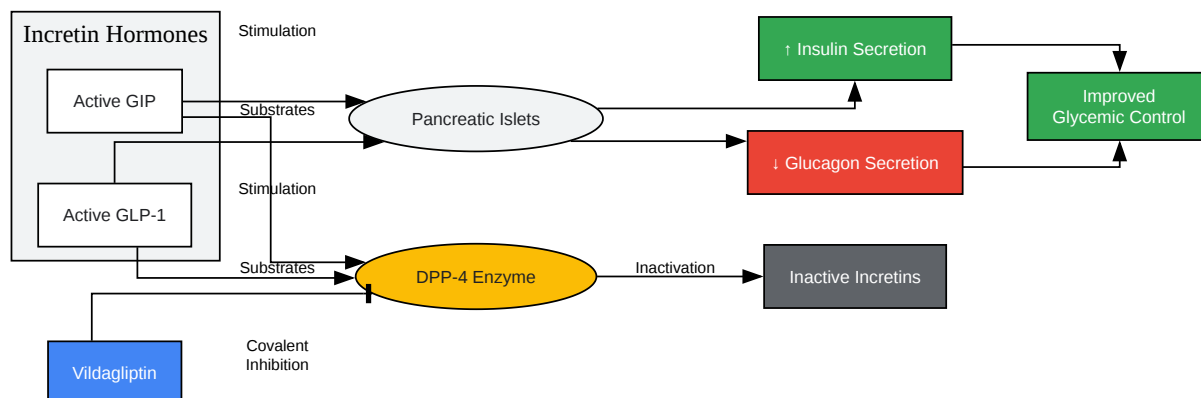 Incretin Hormones
Stimulation
↑ Insulin Secretion
Active GIP
Substrates
Pancreatic Islets
Improved
Glycemic Control
↓ Glucagon Secretion
Stimulation
Active GLP-1
Substrates
DPP-4 Enzyme
Inactivation
Inactive Incretins
Covalent
Inhibition
Vildagliptin